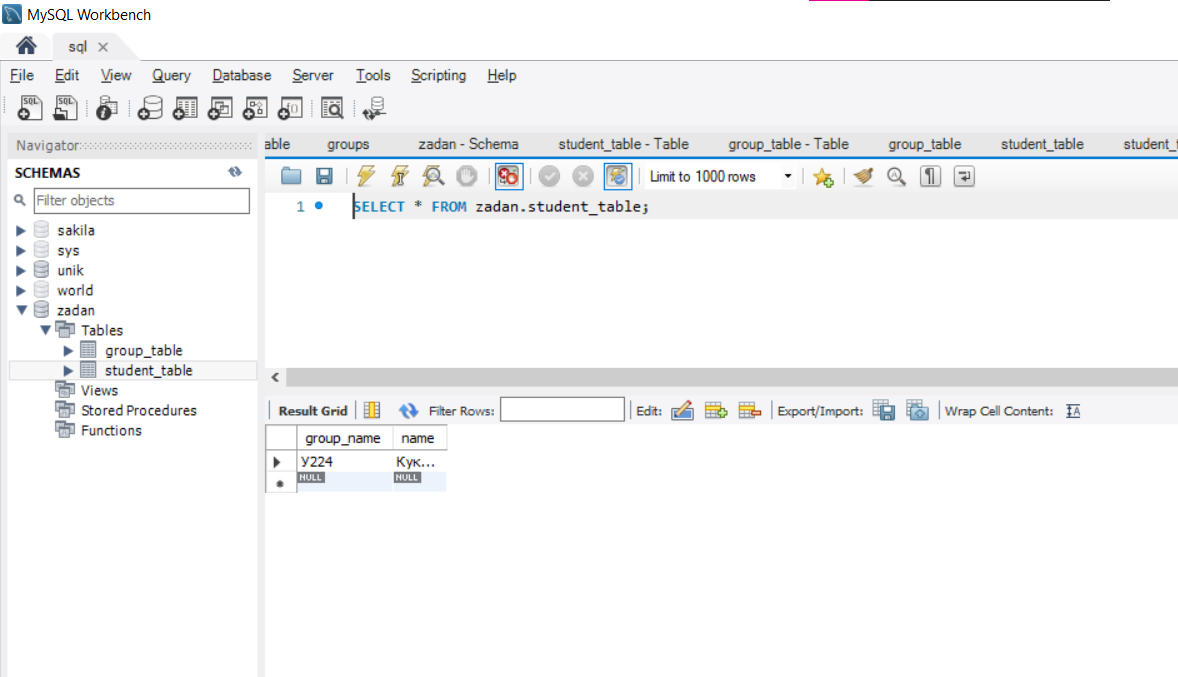 MySQL Workbench
sql
File Edit View Query Database Server Tools Scripting Help
Navigator
able groups zadan - Schema student_table - Table group_table - Table group_table student_table student_
SCHEMAS
Limit to 1000 rows
Filter objects
1 SELECT * FROM zadan.student_table;
sakila
sys
unik
world
zadan
Tables
group_table
student_table
Views
Stored Procedures
Functions
Result Grid Filter Rows: Edit: Export/Import: Wrap Cell Content:
group_name name
У224 Кук...
NULL NULL